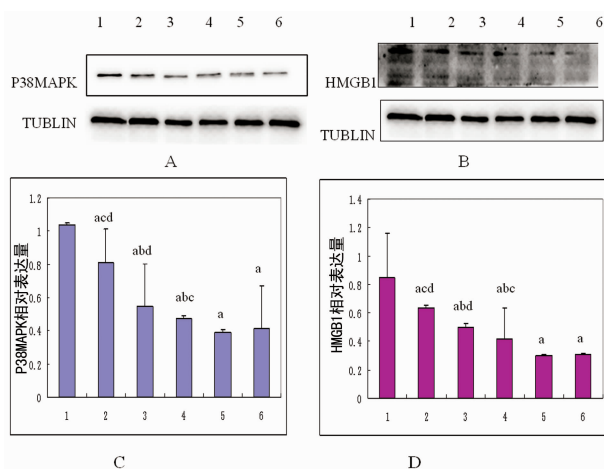 1 2 3 4 5 6
P38MAPK
TUBLIN
A
1 2 3 4 5 6
HMGB1
TUBLIN
B
P38MAPK相对表达量
1.2
1
0.8
0.6
0.4
0.2
0
acd
abd
abc
a
a
1 2 3 4 5 6
C
HMGB1相对表达量
1.4
1.2
1
0.8
0.6
0.4
0.2
0
acd
abd
abc
a
a
1 2 3 4 5 6
D